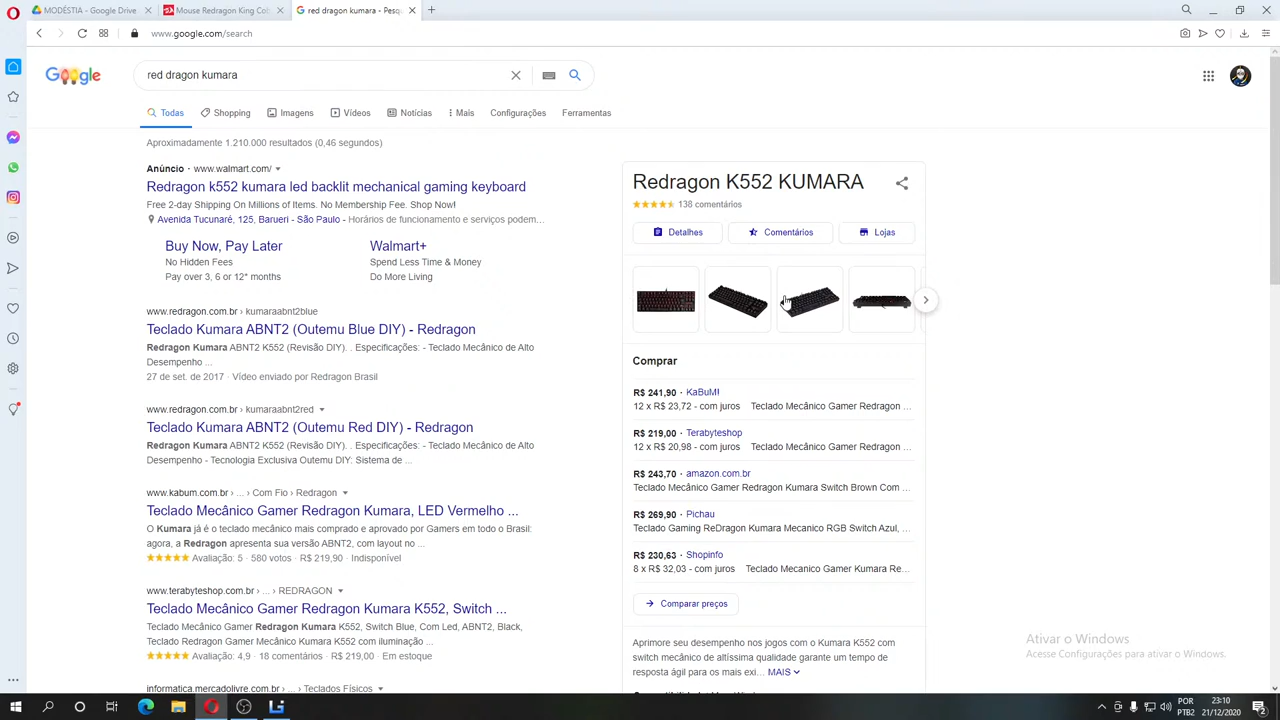 MODÉSTIA - Google Drive
Mouse Redragon King Cob
red dragon kumara - Pesq
www.google.com/search
Google
red dragon kumara
Todas
Shopping
Imagens
Vídeos
Notícias
Mais
Configurações
Ferramentas
Aproximadamente 1.210.000 resultados (0,46 segundos)
Anúncio · www.walmart.com/
Redragon k552 kumara led backlit mechanical gaming keyboard
Free 2-day Shipping On Millions of Items. No Membership Fee. Shop Now!
Avenida Tucunaré, 125, Barueri - São Paulo - Horários de funcionamento e serviços podem...
Buy Now, Pay Later
No Hidden Fees
Pay over 3, 6 or 12* months
Walmart+
Spend Less Time & Money
Do More Living
www.redragon.com.br › kumaraabnt2blue
Teclado Kumara ABNT2 (Outemu Blue DIY) - Redragon
Redragon Kumara ABNT2 K552 (Revisão DIY). . Especificações: - Teclado Mecânico de Alto
Desempenho ...
27 de set. de 2017 · Vídeo enviado por Redragon Brasil
www.redragon.com.br › kumaraabnt2red
Teclado Kumara ABNT2 (Outemu Red DIY) - Redragon
Redragon Kumara ABNT2 K552 (Revisão DIY). . Especificações: - Teclado Mecânico de Alto
Desempenho - Tecnologia Exclusiva Outemu DIY: Sistema de ...
www.kabum.com.br › ... › Com Fio › Redragon
Teclado Mecânico Gamer Redragon Kumara, LED Vermelho ...
O Kumara já é o teclado mecânico mais comprado e aprovado por Gamers em todo o Brasil:
agora, a Redragon apresenta sua versão ABNT2, com layout no ...
Avaliação: 5 · 580 votos · R$ 219,90 · Indisponível
www.terabyteshop.com.br › ... › REDRAGON
Teclado Mecânico Gamer Redragon Kumara K552, Switch ...
Teclado Mecânico Gamer Redragon Kumara K552, Switch Blue, Com Led, ABNT2, Black,
Teclado Redragon Gamer Mecânico Kumara K552 com iluminação ...
Avaliação: 4,9 · 18 comentários · R$ 219,00 · Em estoque
informatica.mercadolivre.com.br › ... › Teclados Físicos
Redragon K552 KUMARA
138 comentários
Detalhes
Comentários
Lojas
Comprar
R$ 241,90 · KaBuM!
12 x R$ 23,72 - com juros Teclado Mecânico Gamer Redragon ...
R$ 219,00 · Terabyteshop
12 x R$ 20,98 - com juros Teclado Mecânico Gamer Redragon ...
R$ 243,70 · amazon.com.br
Teclado Mecânico Gamer Redragon Kumara Switch Brown Com ...
R$ 269,90 · Pichau
Teclado Gaming ReDragon Kumara Mecanico RGB Switch Azul, ...
R$ 230,63 · Shopinfo
8 x R$ 32,03 - com juros Teclado Mecanico Gamer Kumara Re...
Comparar preços
Aprimore seu desempenho nos jogos com o Kumara K552 com
switch mecânico de altíssima qualidade garante um tempo de
resposta ágil para os mais exi... MAIS
Ativar o Windows
Acesse Configurações para ativar o Windows.
POR
PTB2
23:10
21/12/2020
2